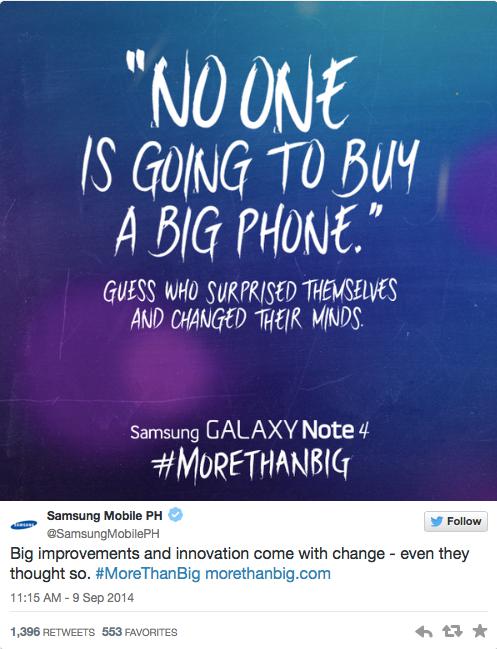 "NO ONE
IS GOING TO BUY
A BIG PHONE."
GUESS WHO SURPRISED THEMSELVES
AND CHANGED THEIR MINDS.
Samsung GALAXY Note 4
#MORETHANBIG
SAMSUNG
Samsung Mobile PH
@SamsungMobilePH
Follow
Big improvements and innovation come with change - even they
thought so. #MoreThanBig morethanbig.com
11:15 AM - 9 Sep 2014
1,396 RETWEETS 553 FAVORITES